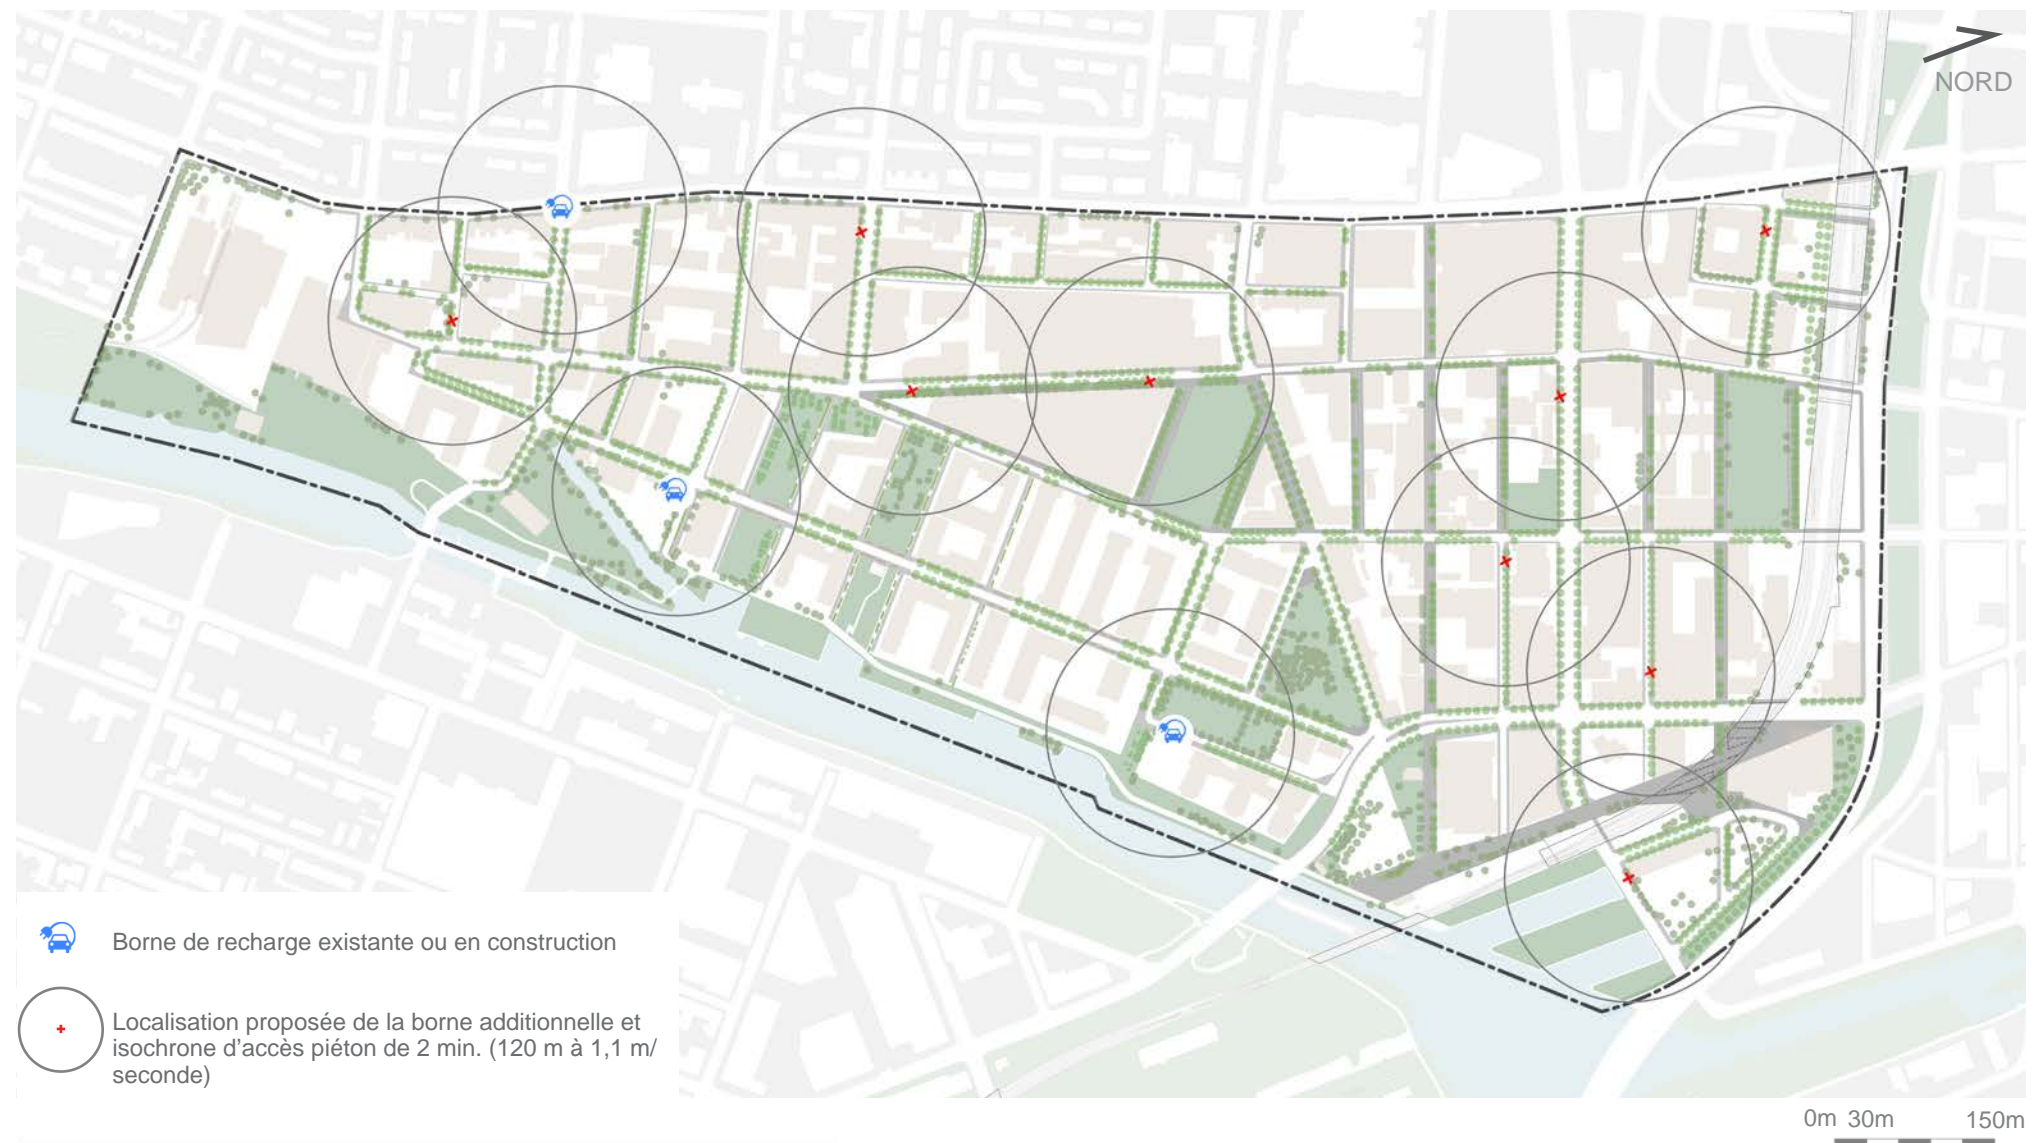 NORD
Borne de recharge existante ou en construction
Localisation proposée de la borne additionnelle et
isochrone d'accès piéton de 2 min. (120 m à 1,1 m/
seconde)
0m 30m 150m